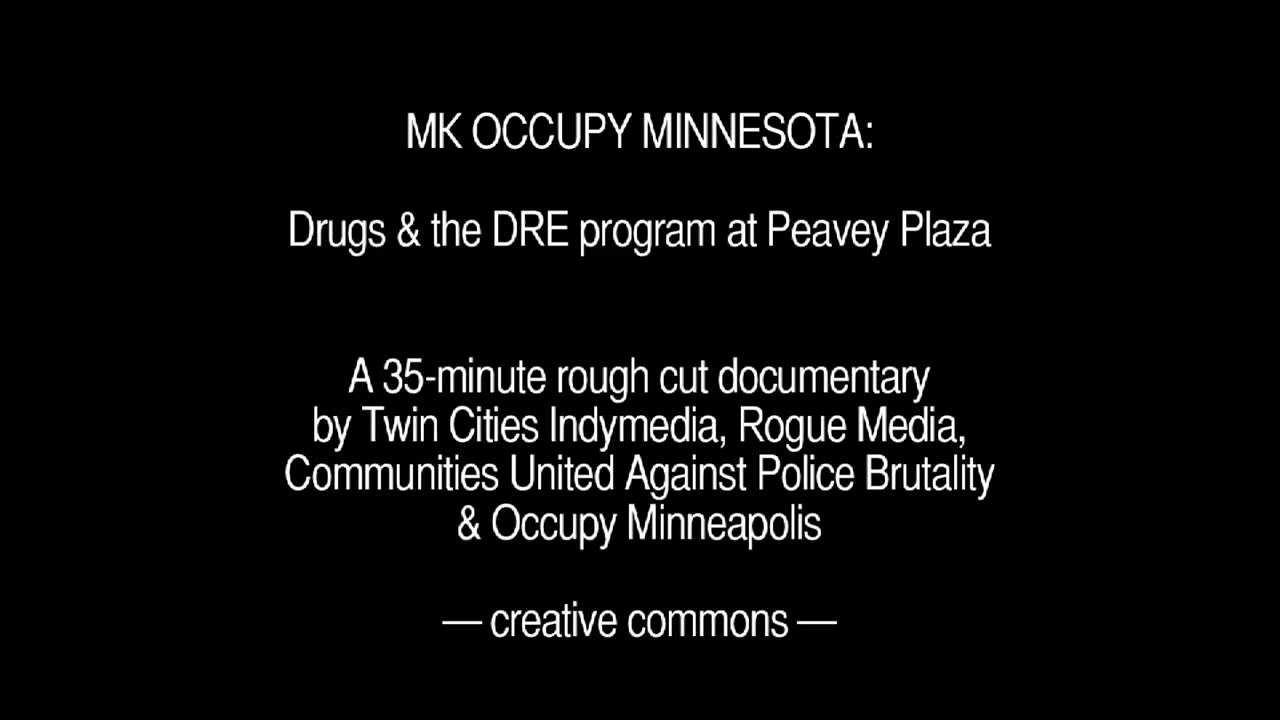 MK OCCUPY MINNESOTA:
Drugs & the DRE program at Peavey Plaza
A 35-minute rough cut documentary
by Twin Cities Indymedia, Rogue Media,
Communities United Against Police Brutality
& Occupy Minneapolis
— creative commons —